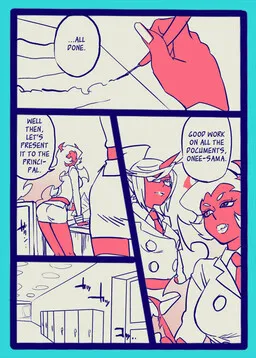 ...ALL
DONE.
GOOD WORK
ON ALL THE
DOCUMENTS,
ONEE-SAMA.
WELL
THEN,
LET'S
PRESENT
IT TO THE
PRINCI-
PAL.